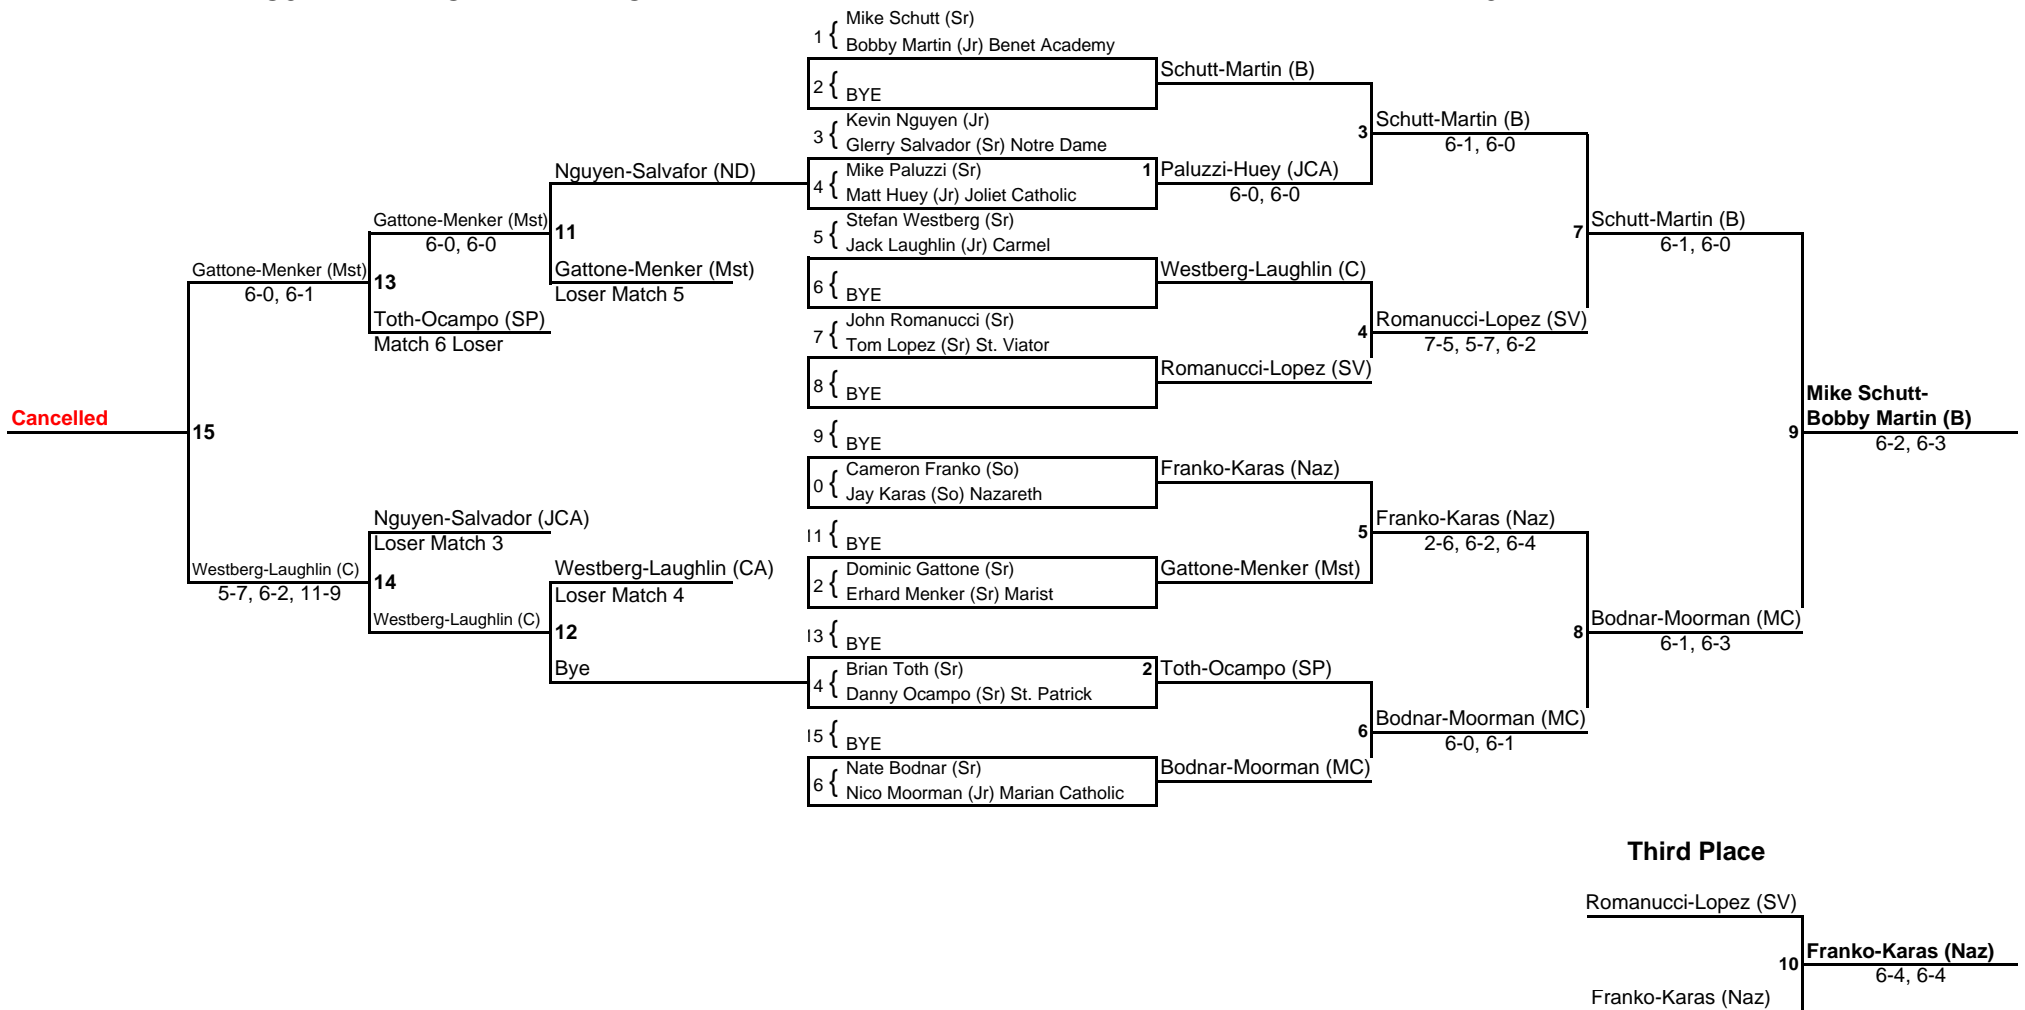 1 { Mike Schutt (Sr)
Bobby Martin (Jr) Benet Academy
2 { BYE
3 { Kevin Nguyen (Jr)
Glerry Salvador (Sr) Notre Dame
4 { Mike Paluzzi (Sr)
Matt Huey (Jr) Joliet Catholic
5 { Stefan Westberg (Sr)
Jack Laughlin (Jr) Carmel
6 { BYE
7 { John Romanucci (Sr)
Tom Lopez (Sr) St. Viator
8 { BYE
9 { BYE
0 { Cameron Franko (So)
Jay Karas (So) Nazareth
11 { BYE
2 { Dominic Gattone (Sr)
Erhard Menker (Sr) Marist
13 { BYE
4 { Brian Toth (Sr)
Danny Ocampo (Sr) St. Patrick
15 { BYE
6 { Nate Bodnar (Sr)
Nico Moorman (Jr) Marian Catholic
Schutt-Martin (B)
1 Paluzzi-Huey (JCA)
6-0, 6-0
Westberg-Laughlin (C)
Romanucci-Lopez (SV)
Franko-Karas (Naz)
Gattone-Menker (Mst)
2 Toth-Ocampo (SP)
Bodnar-Moorman (MC)
3 Schutt-Martin (B)
6-1, 6-0
4 Romanucci-Lopez (SV)
7-5, 5-7, 6-2
5 Franko-Karas (Naz)
2-6, 6-2, 6-4
6 Bodnar-Moorman (MC)
6-0, 6-1
7 Schutt-Martin (B)
6-1, 6-0
8 Bodnar-Moorman (MC)
6-1, 6-3
9 Mike Schutt-
Bobby Martin (B)
6-2, 6-3
Nguyen-Salvafor (ND)
11
Gattone-Menker (Mst)
Loser Match 5
Gattone-Menker (Mst)
6-0, 6-0
13
Toth-Ocampo (SP)
Match 6 Loser
Gattone-Menker (Mst)
6-0, 6-1
Cancelled
15
Nguyen-Salvador (JCA)
Loser Match 3
Westberg-Laughlin (C)
5-7, 6-2, 11-9
14
Westberg-Laughlin (C)
Westberg-Laughlin (CA)
Loser Match 4
12
Bye
Third Place
Romanucci-Lopez (SV)
10 Franko-Karas (Naz)
6-4, 6-4
Franko-Karas (Naz)